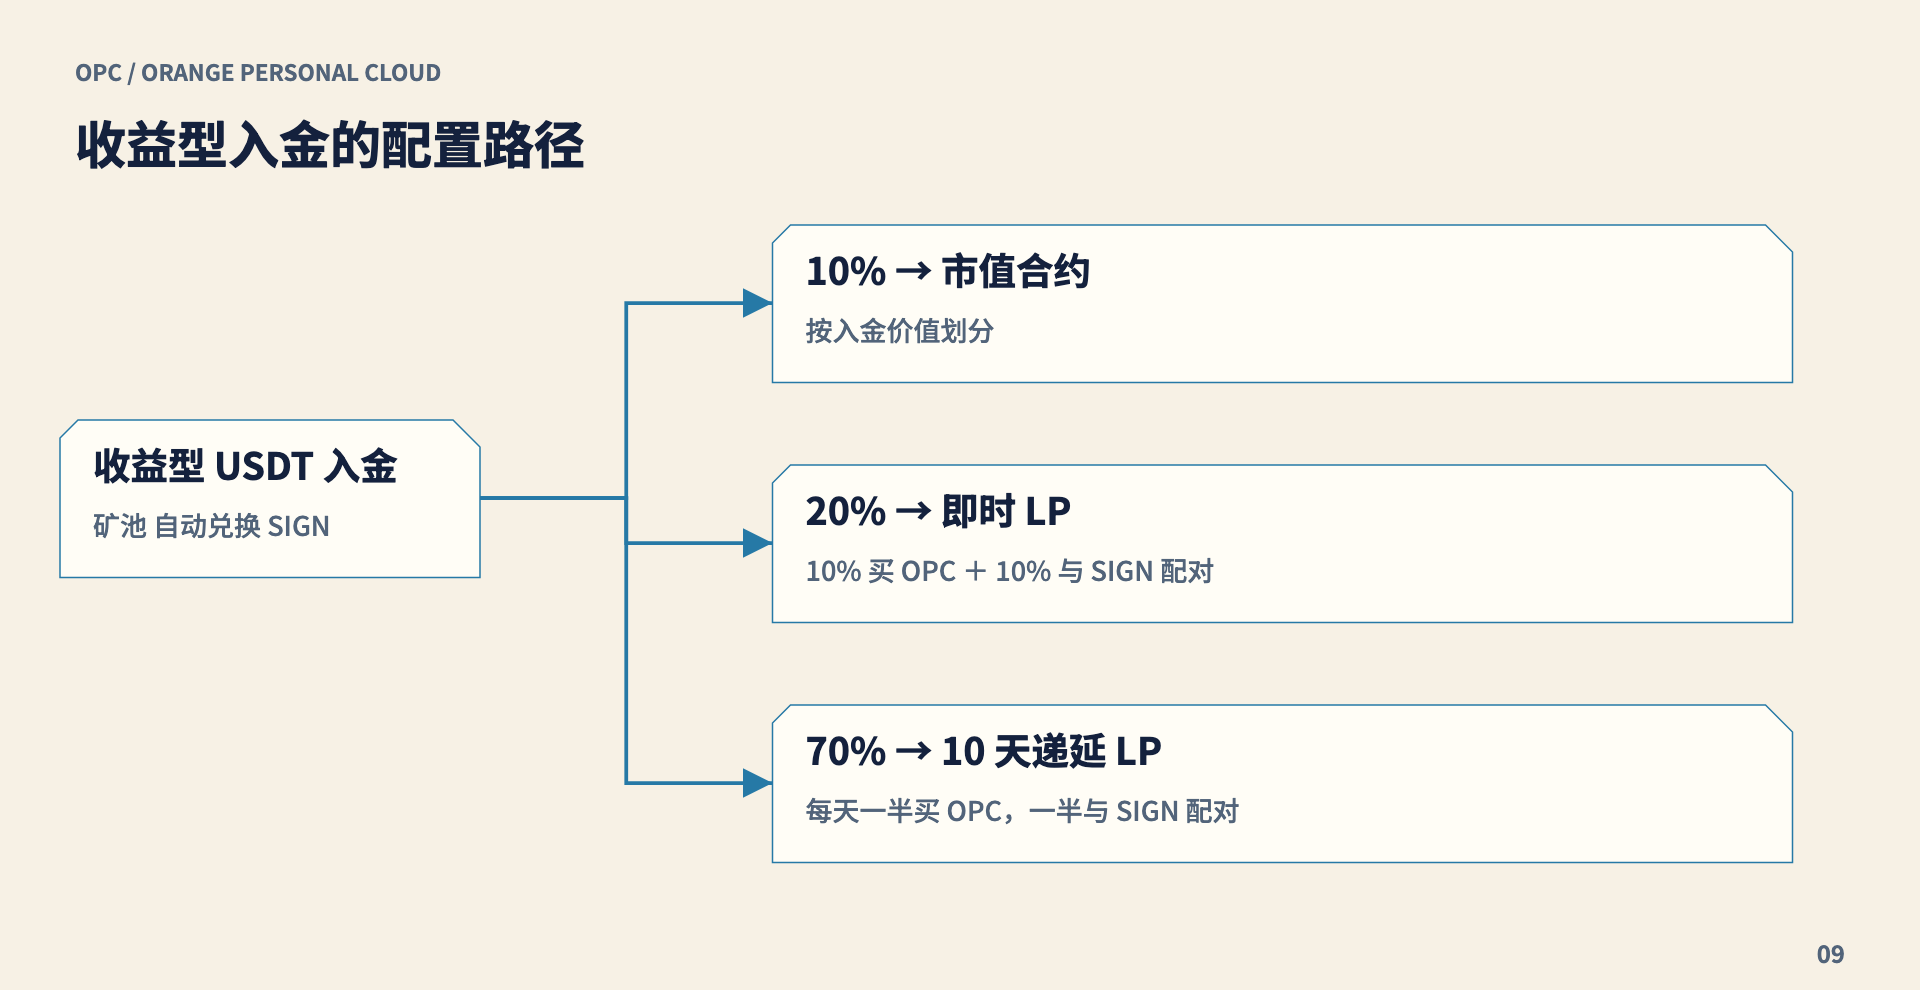 OPC / ORANGE PERSONAL CLOUD
收益型入金的配置路径
10% → 市值合约
按入金价值划分
收益型 USDT 入金
矿池 自动兑换 SIGN
20% → 即时 LP
10% 买 OPC + 10% 与 SIGN 配对
70% → 10 天递延 LP
每天一半买 OPC，一半与 SIGN 配对
09